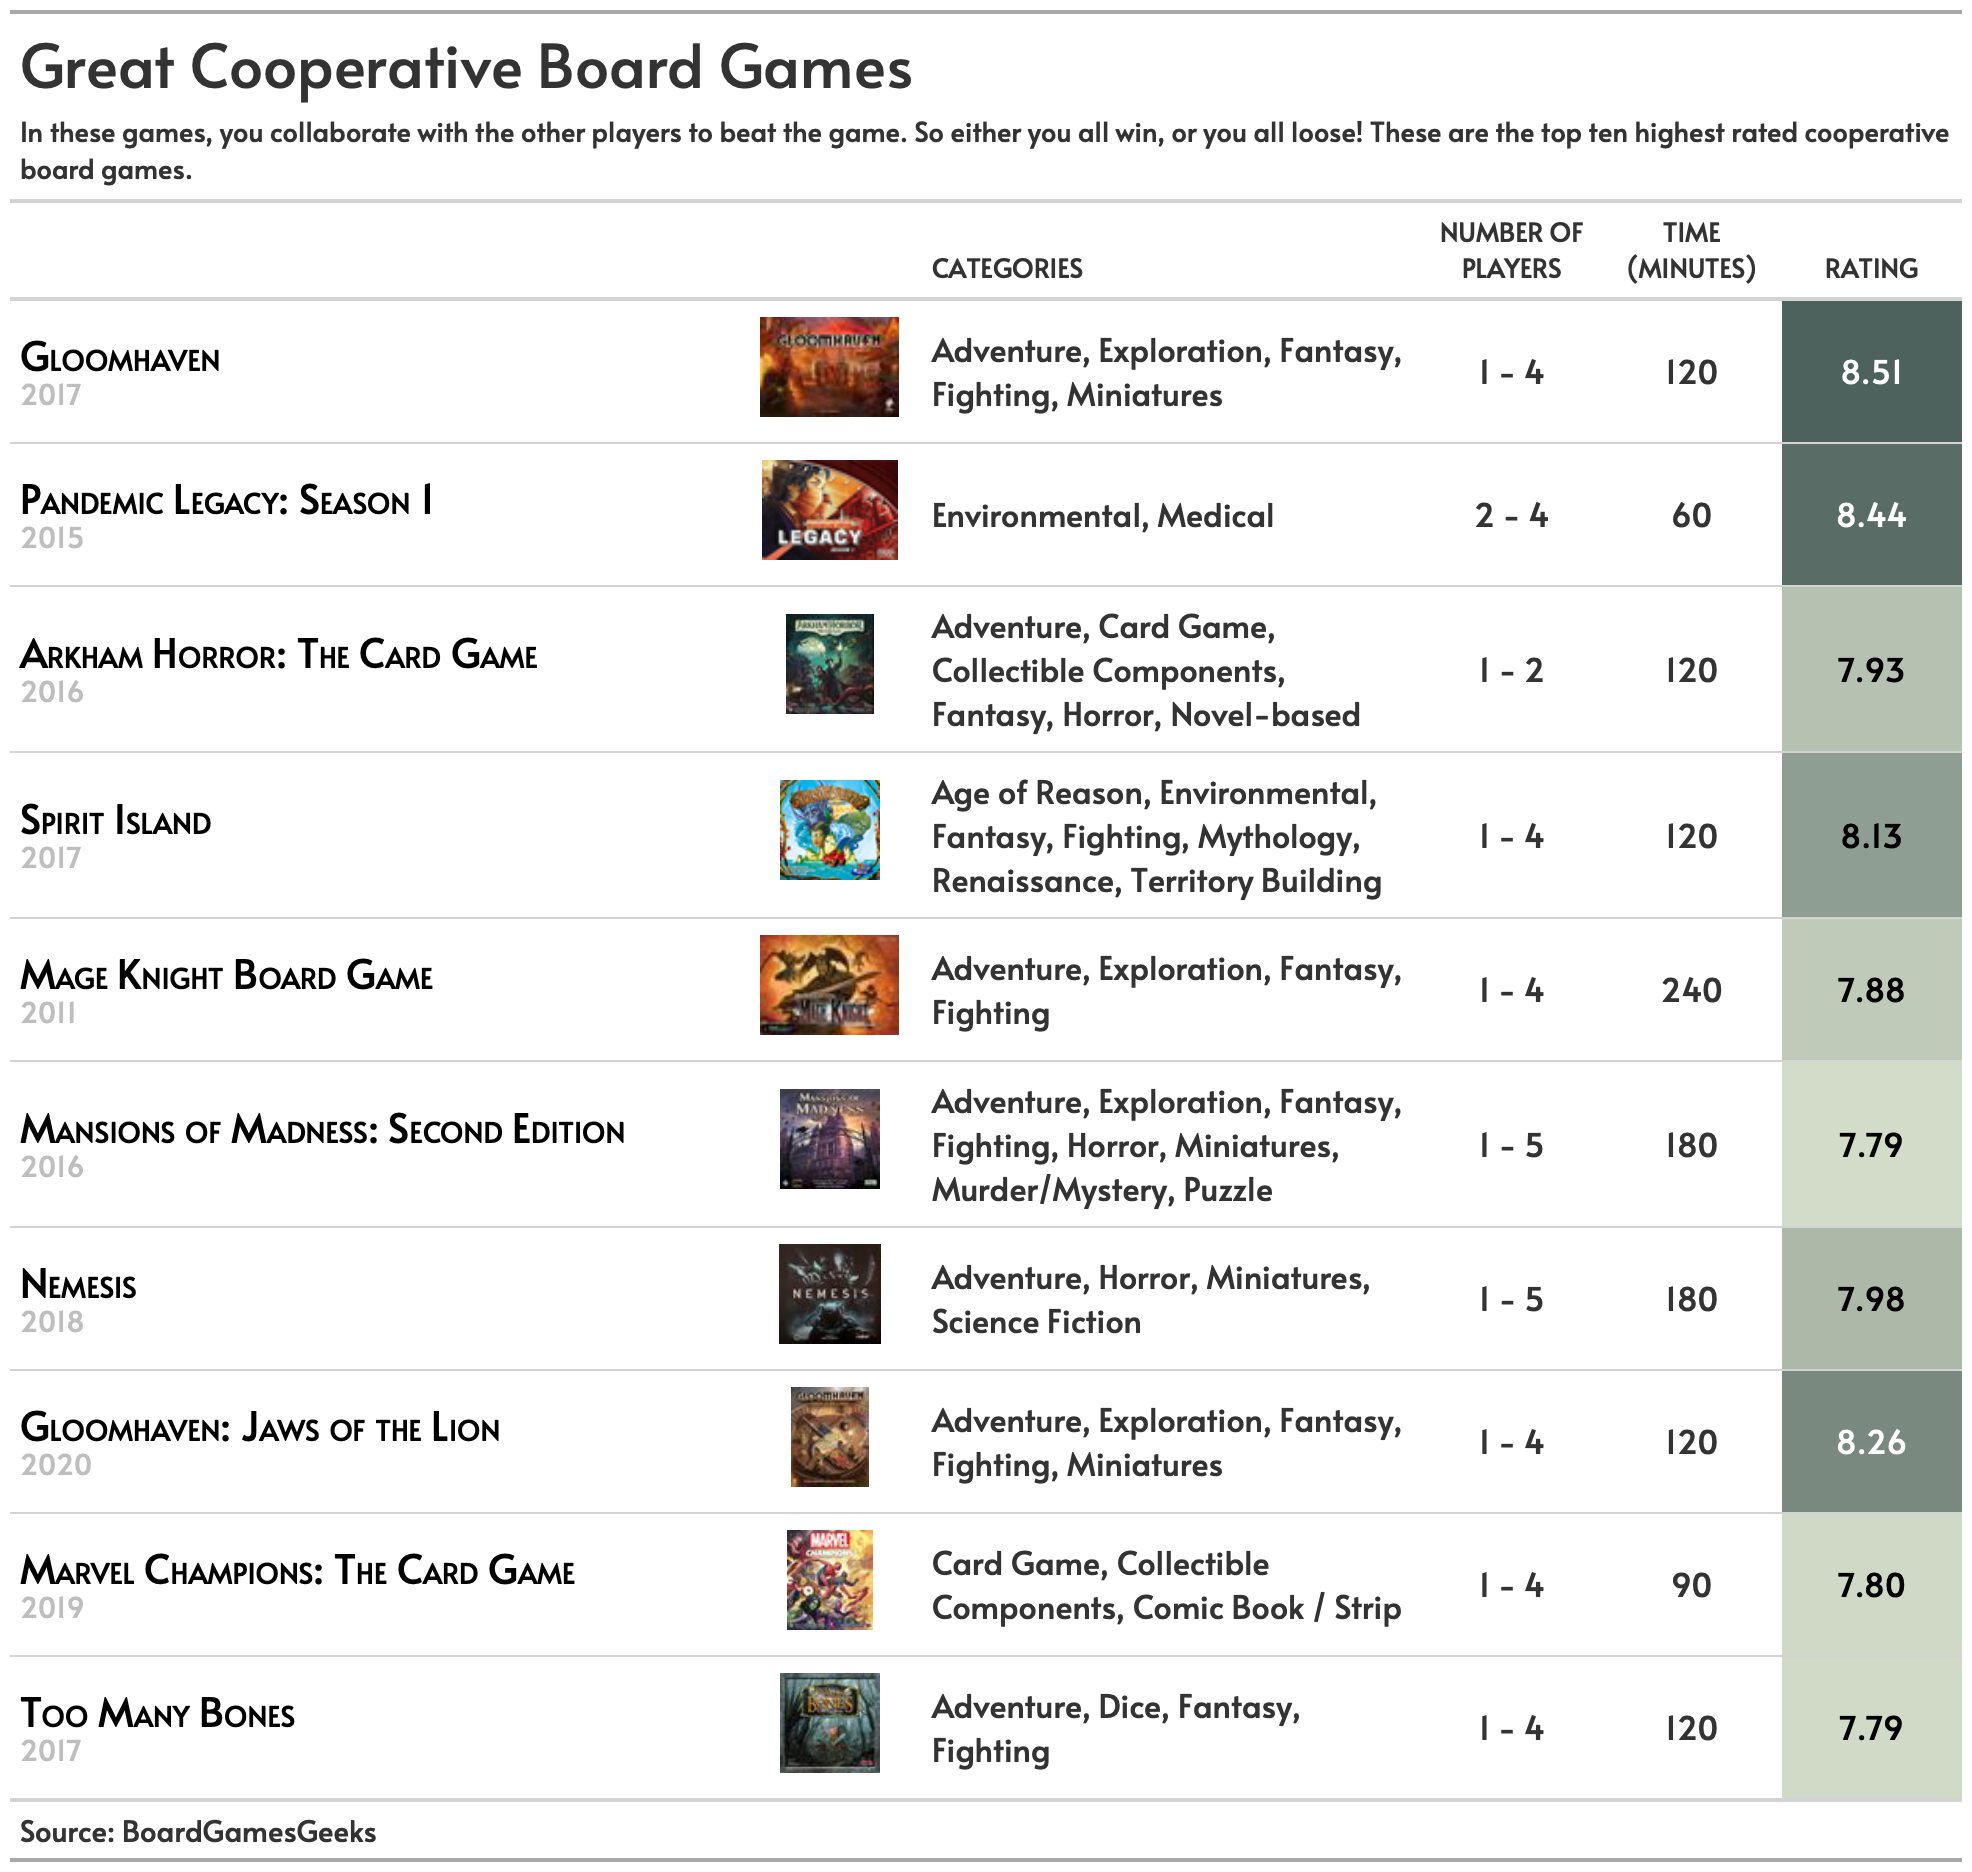 Great Cooperative Board Games
In these games, you collaborate with the other players to beat the game. So either you all win, or you all loose! These are the top ten highest rated cooperative
board games.
NUMBER OF TIME
CATEGORIES PLAYERS (MINUTES) RATING
GLOOMHAVEN
2017
GLOOMHAVEN
Adventure, Exploration, Fantasy,
Fighting, Miniatures
1 - 4 120 8.51
PANDEMIC LEGACY: SEASON 1
2015
LEGACY
Environmental, Medical 2 - 4 60 8.44
ARKHAM HORROR: THE CARD GAME
2016
ARKHAM HORROR
Adventure, Card Game,
Collectible Components,
Fantasy, Horror, Novel-based
1 - 2 120 7.93
SPIRIT ISLAND
2017
Age of Reason, Environmental,
Fantasy, Fighting, Mythology,
Renaissance, Territory Building
1 - 4 120 8.13
MAGE KNIGHT BOARD GAME
2011
MAGE KNIGHT
Adventure, Exploration, Fantasy,
Fighting
1 - 4 240 7.88
MANSIONS OF MADNESS: SECOND EDITION
2016
MANSIONS OF
MADNESS
Adventure, Exploration, Fantasy,
Fighting, Horror, Miniatures,
Murder/Mystery, Puzzle
1 - 5 180 7.79
NEMESIS
2018
NEMESIS
Adventure, Horror, Miniatures,
Science Fiction
1 - 5 180 7.98
GLOOMHAVEN: JAWS OF THE LION
2020
GLOOMHAVEN
Adventure, Exploration, Fantasy,
Fighting, Miniatures
1 - 4 120 8.26
MARVEL CHAMPIONS: THE CARD GAME
2019
MARVEL
CHAMPIONS
Card Game, Collectible
Components, Comic Book / Strip
1 - 4 90 7.80
TOO MANY BONES
2017
BONES
Adventure, Dice, Fantasy,
Fighting
1 - 4 120 7.79
Source: BoardGamesGeeks